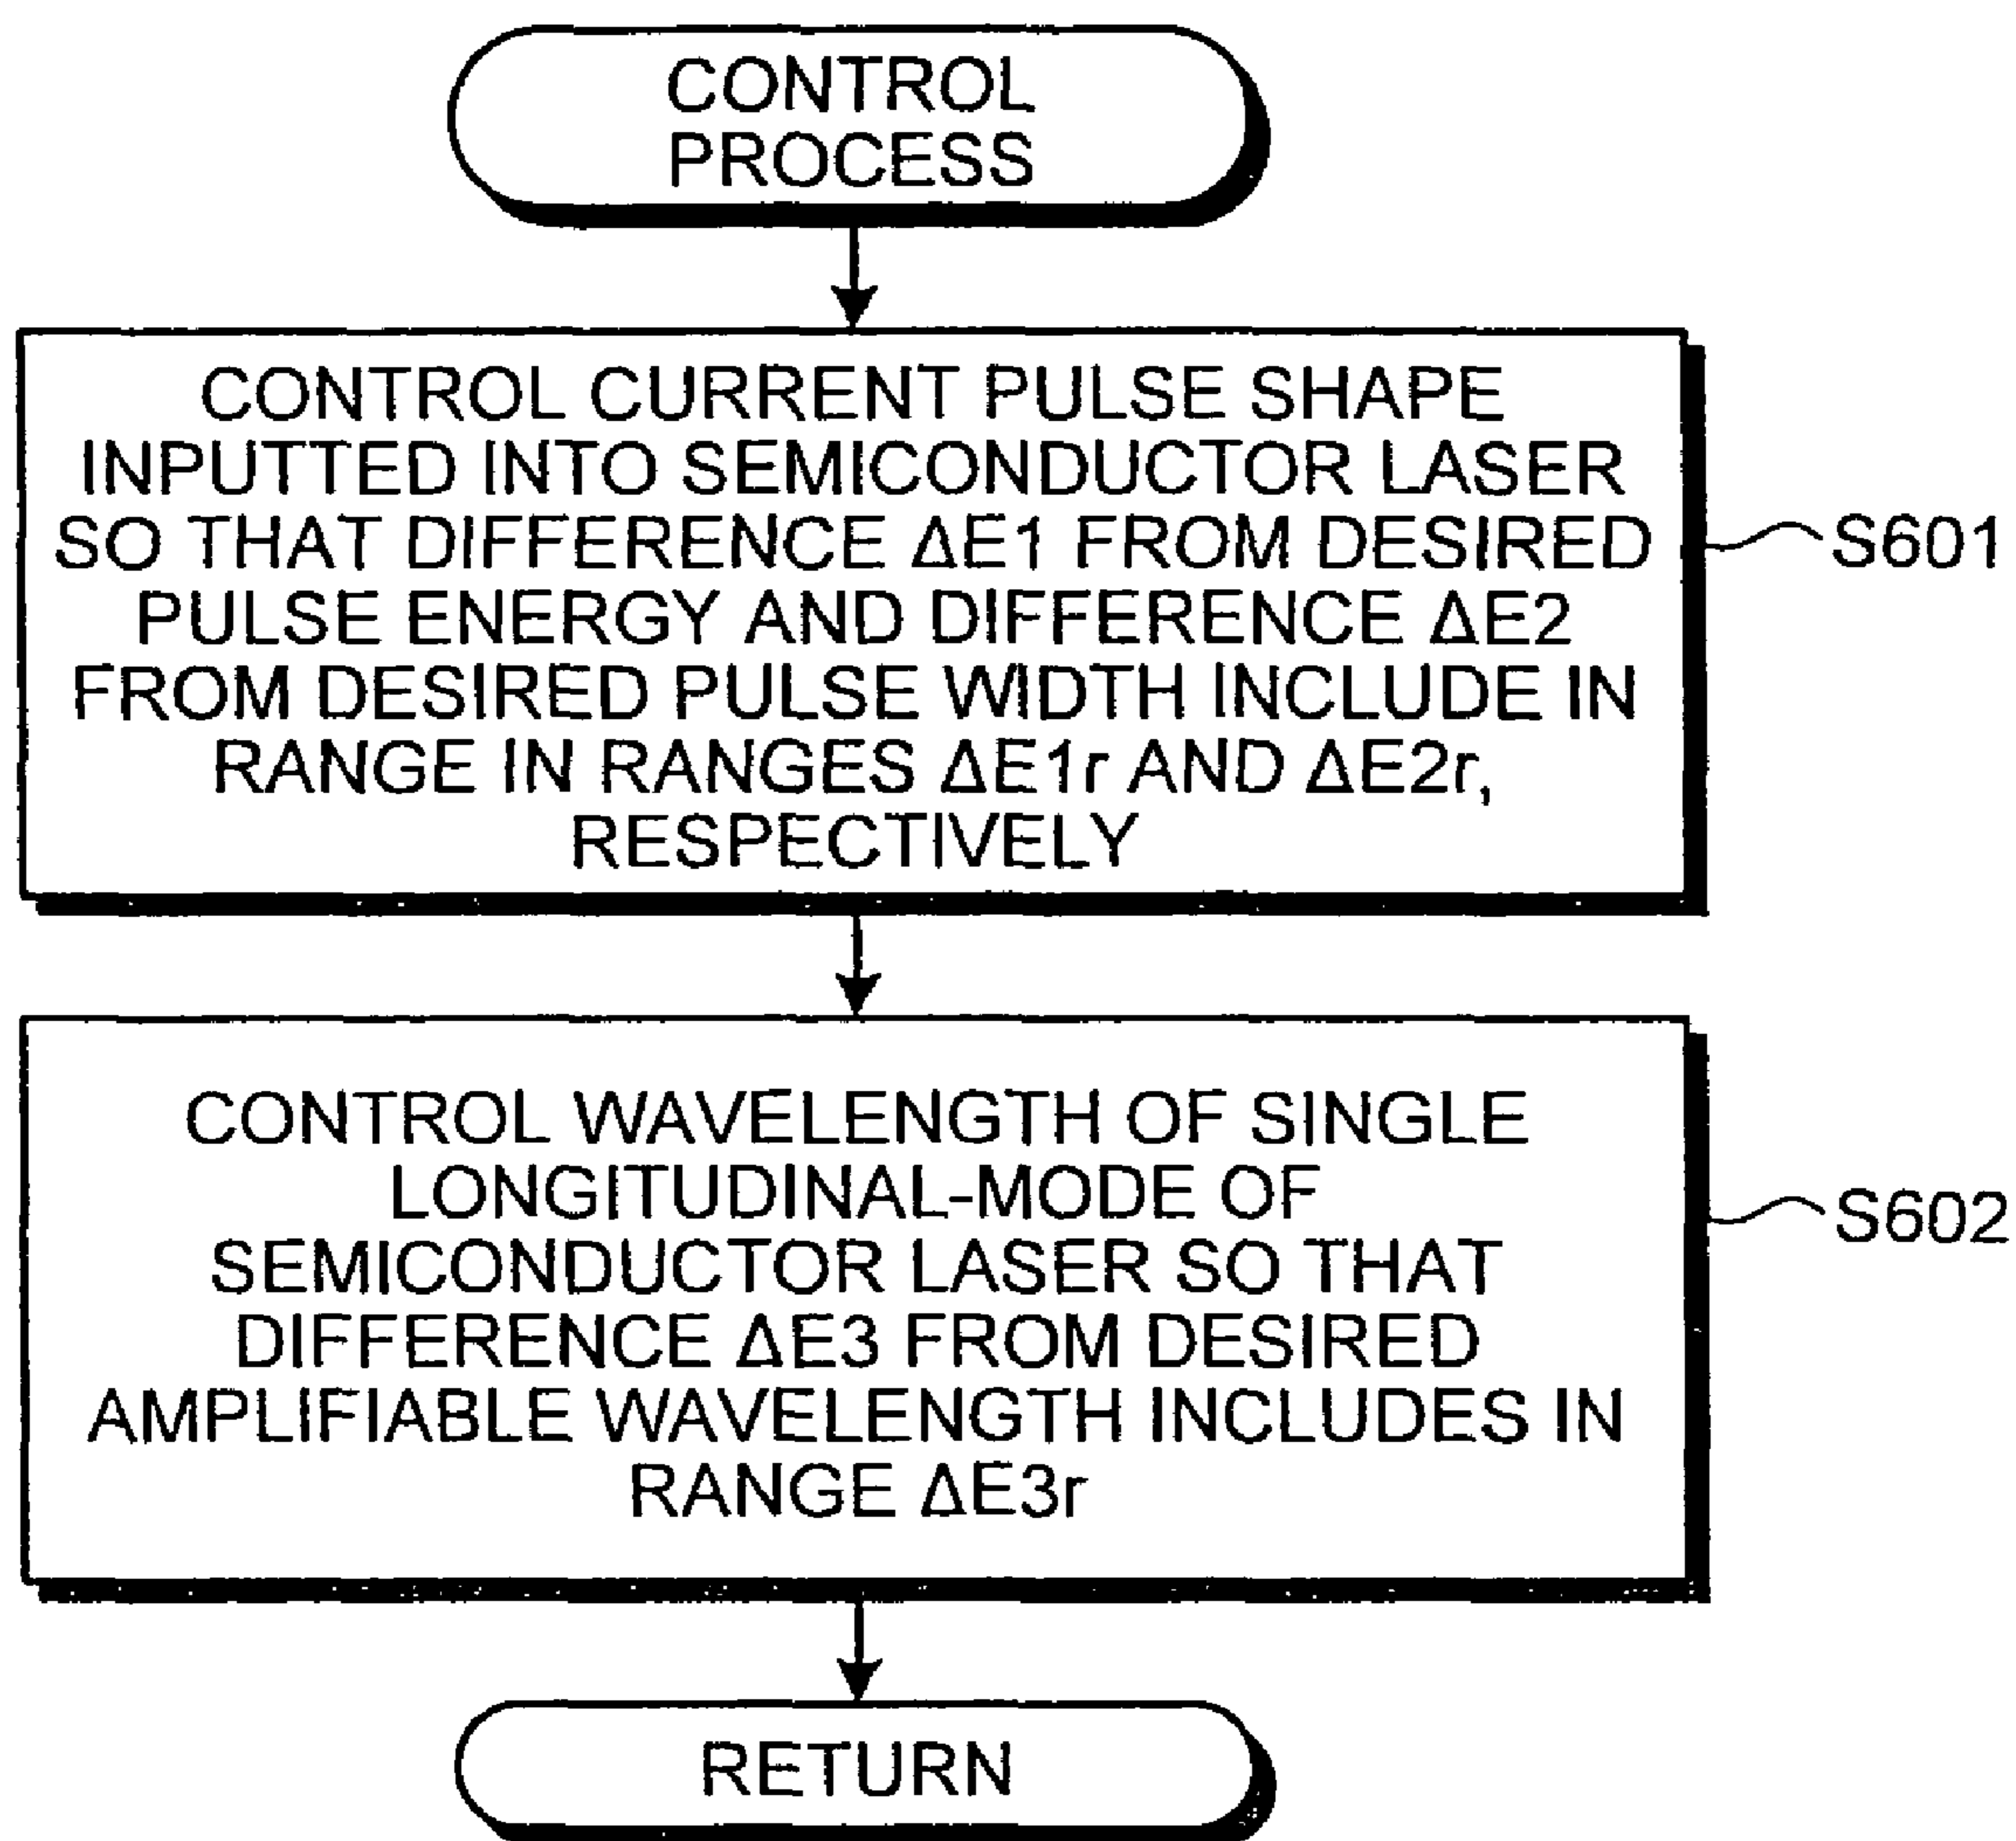 CONTROL
PROCESS
CONTROL CURRENT PULSE SHAPE
INPUTTED INTO SEMICONDUCTOR LASER
SO THAT DIFFERENCE ΔE1 FROM DESIRED
PULSE ENERGY AND DIFFERENCE ΔE2
FROM DESIRED PULSE WIDTH INCLUDE IN
RANGE IN RANGES ΔE1r AND ΔE2r,
RESPECTIVELY
S601
CONTROL WAVELENGTH OF SINGLE
LONGITUDINAL-MODE OF
SEMICONDUCTOR LASER SO THAT
DIFFERENCE ΔE3 FROM DESIRED
AMPLIFIABLE WAVELENGTH INCLUDES IN
RANGE ΔE3r
S602
RETURN